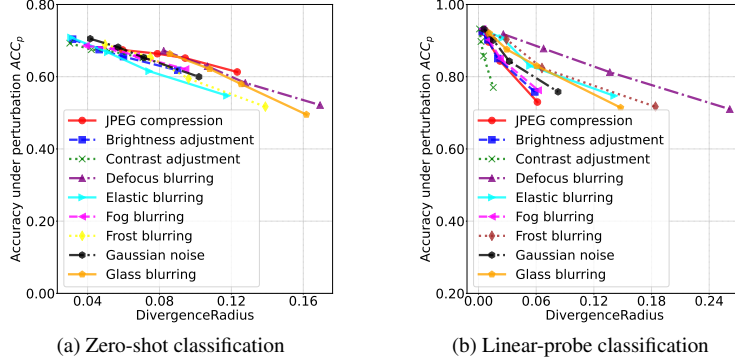 Accuracy under perturbation ACCp
0.80
0.60
0.40
0.20
0.00
JPEG compression
Brightness adjustment
Contrast adjustment
Defocus blurring
Elastic blurring
Fog blurring
Frost blurring
Gaussian noise
Glass blurring
0.04 0.08 0.12 0.16
DivergenceRadius
(a) Zero-shot classification
Accuracy under perturbation ACCp
1.00
0.80
0.60
0.40
0.20
JPEG compression
Brightness adjustment
Contrast adjustment
Defocus blurring
Elastic blurring
Fog blurring
Frost blurring
Gaussian noise
Glass blurring
0.00 0.06 0.12 0.18 0.24
DivergenceRadius
(b) Linear-probe classification